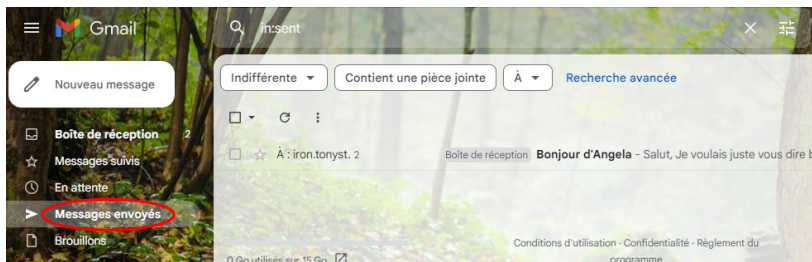 Gmail
in:sent
Nouveau message
Indifférente
Contient une pièce jointe
À
Recherche avancée
Boîte de réception 2
Messages suivis
En attente
Messages envoyés
Brouillons
À : iron.tonyst. 2 Boîte de réception Bonjour d'Angela - Salut, Je voulais juste vous dire b
Conditions d'utilisation · Confidentialité · Règlement du
programme
0 Go utilisés sur 15 Go